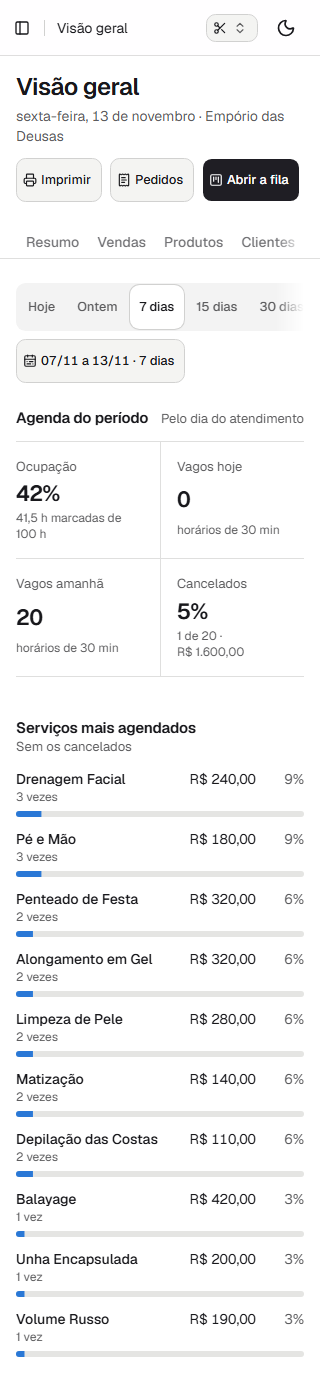 Visão geral
Visão geral
sexta-feira, 13 de novembro · Empório das
Deusas
Imprimir
Pedidos
Abrir a fila
Resumo
Vendas
Produtos
Clientes
Hoje
Ontem
7 dias
15 dias
30 dias
07/11 a 13/11 · 7 dias
Agenda do período
Pelo dia do atendimento
Ocupação
42%
41,5 h marcadas de
100 h
Vagos hoje
0
horários de 30 min
Vagos amanhã
20
horários de 30 min
Cancelados
5%
1 de 20 ·
R$ 1.600,00
Serviços mais agendados
Sem os cancelados
Drenagem Facial R$ 240,00 9%
3 vezes
Pé e Mão R$ 180,00 9%
3 vezes
Penteado de Festa R$ 320,00 6%
2 vezes
Alongamento em Gel R$ 320,00 6%
2 vezes
Limpeza de Pele R$ 280,00 6%
2 vezes
Matização R$ 140,00 6%
2 vezes
Depilação das Costas R$ 110,00 6%
2 vezes
Balayage R$ 420,00 3%
1 vez
Unha Encapsulada R$ 200,00 3%
1 vez
Volume Russo R$ 190,00 3%
1 vez